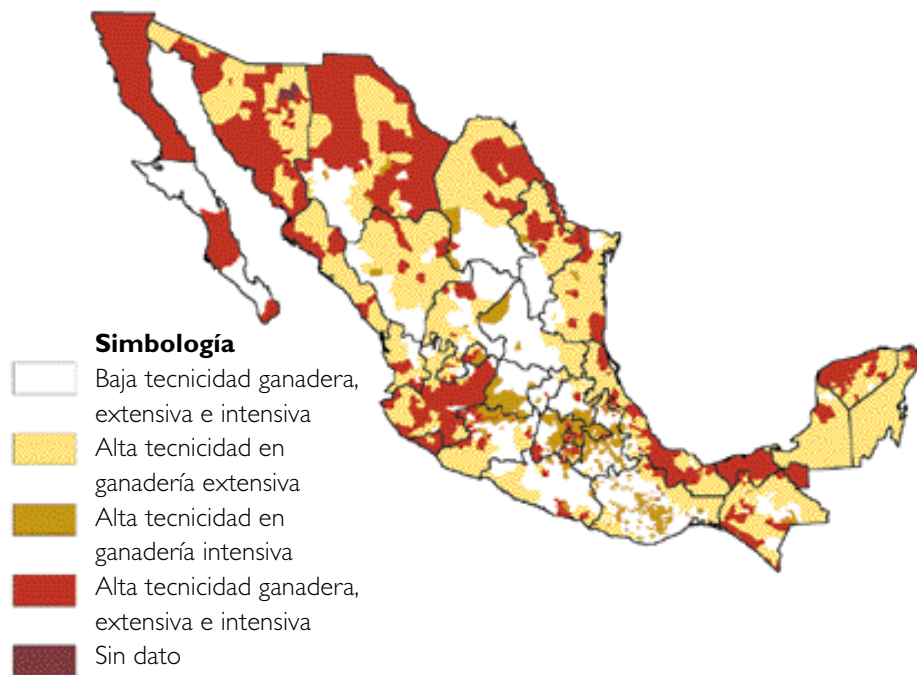 Simbología
Baja tecnicidad ganadera,
extensiva e intensiva
Alta tecnicidad en
ganadería extensiva
Alta tecnicidad en
ganadería intensiva
Alta tecnicidad ganadera,
extensiva e intensiva
Sin dato